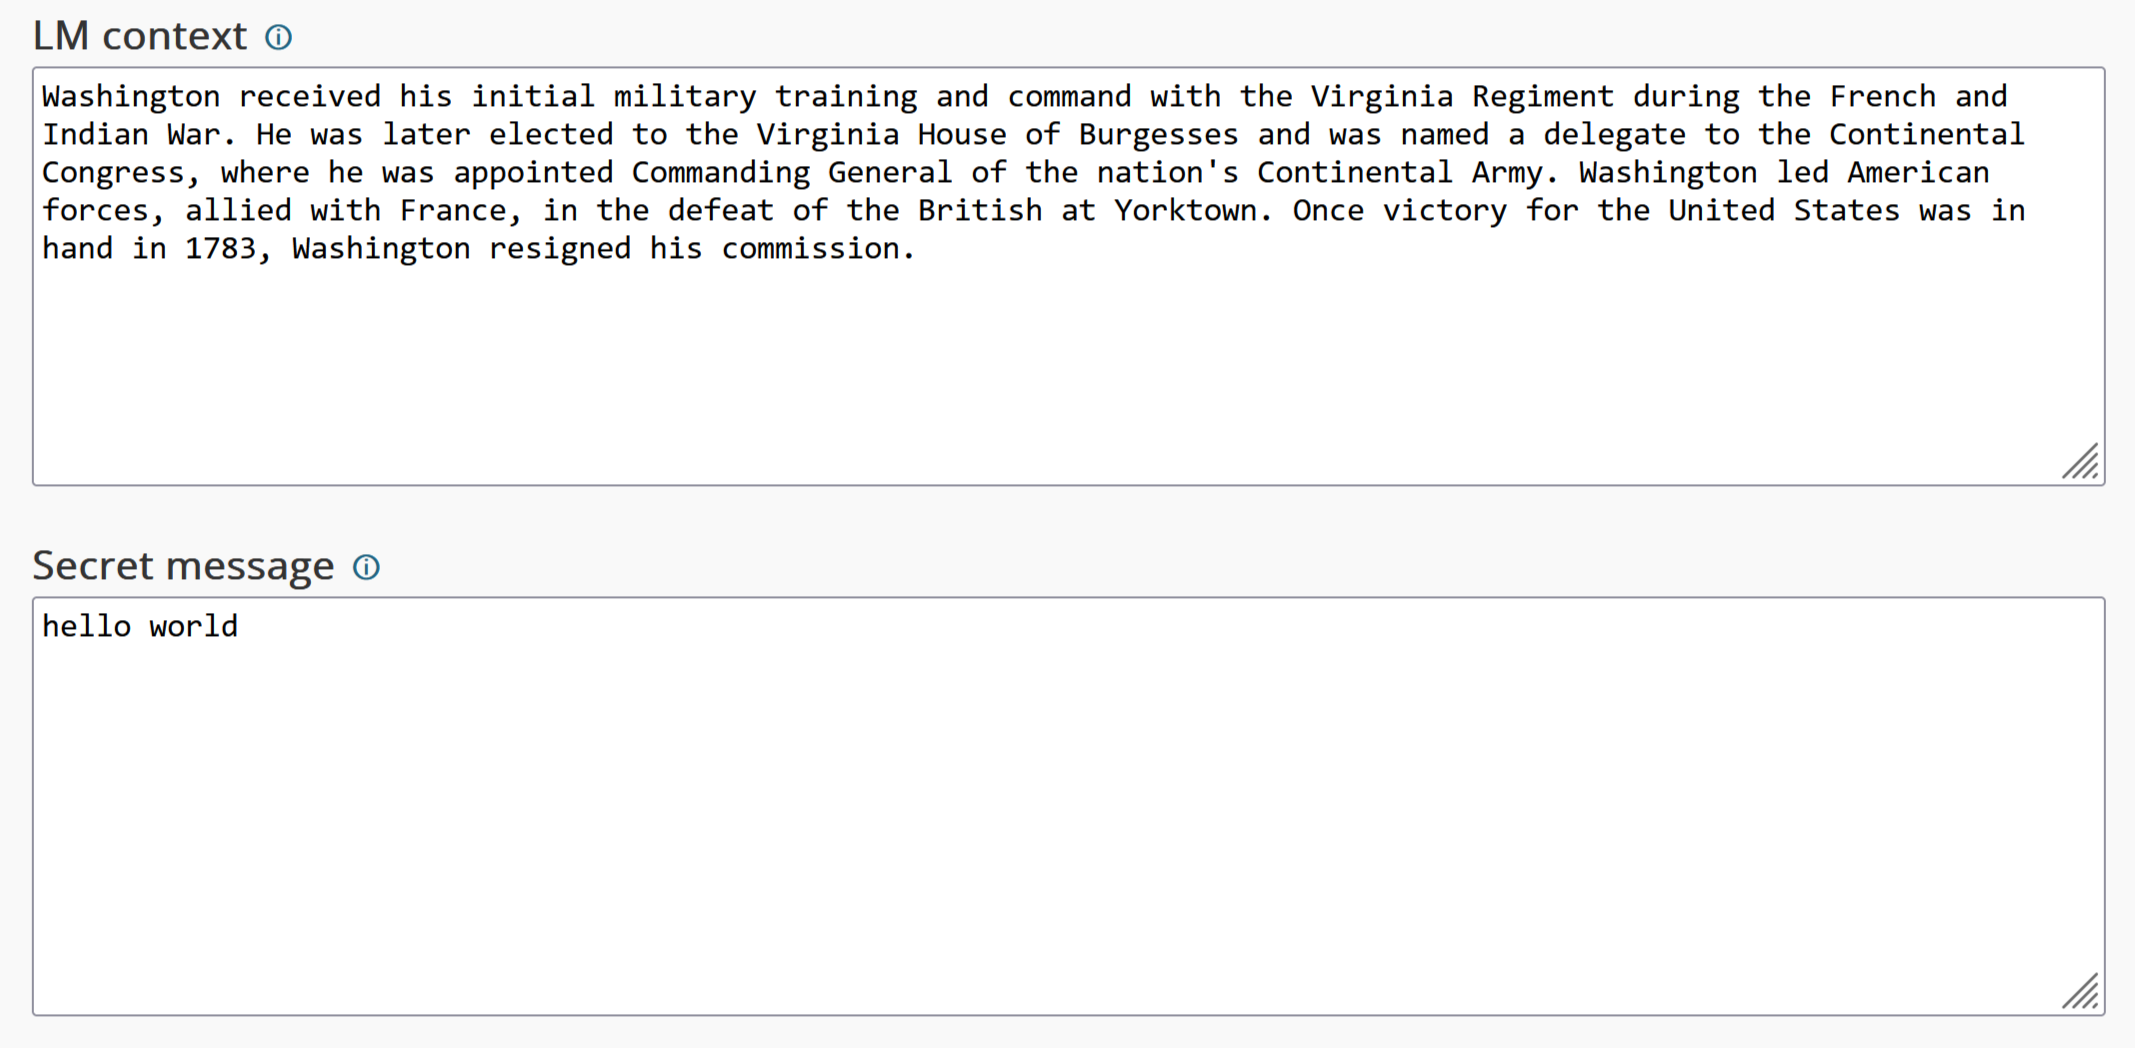 LM context
Washington received his initial military training and command with the Virginia Regiment during the French and
Indian War. He was later elected to the Virginia House of Burgesses and was named a delegate to the Continental
Congress, where he was appointed Commanding General of the nation's Continental Army. Washington led American
forces, allied with France, in the defeat of the British at Yorktown. Once victory for the United States was in
hand in 1783, Washington resigned his commission.
Secret message
hello world